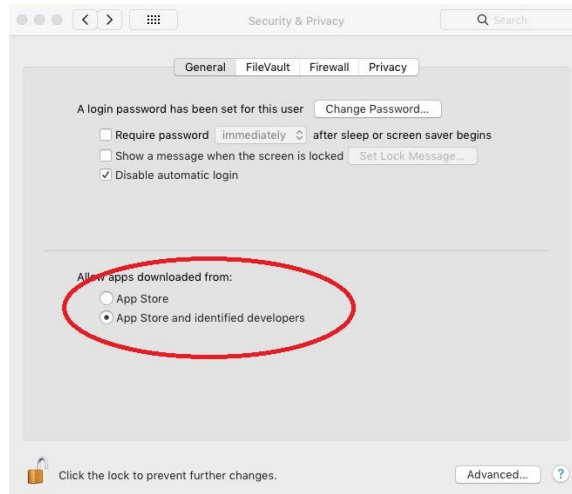 Security & Privacy
Search
General FileVault Firewall Privacy
A login password has been set for this user Change Password...
Require password immediately after sleep or screen saver begins
Show a message when the screen is locked Set Lock Message...
Disable automatic login
Allow apps downloaded from:
App Store
App Store and identified developers
Click the lock to prevent further changes.
Advanced... ?